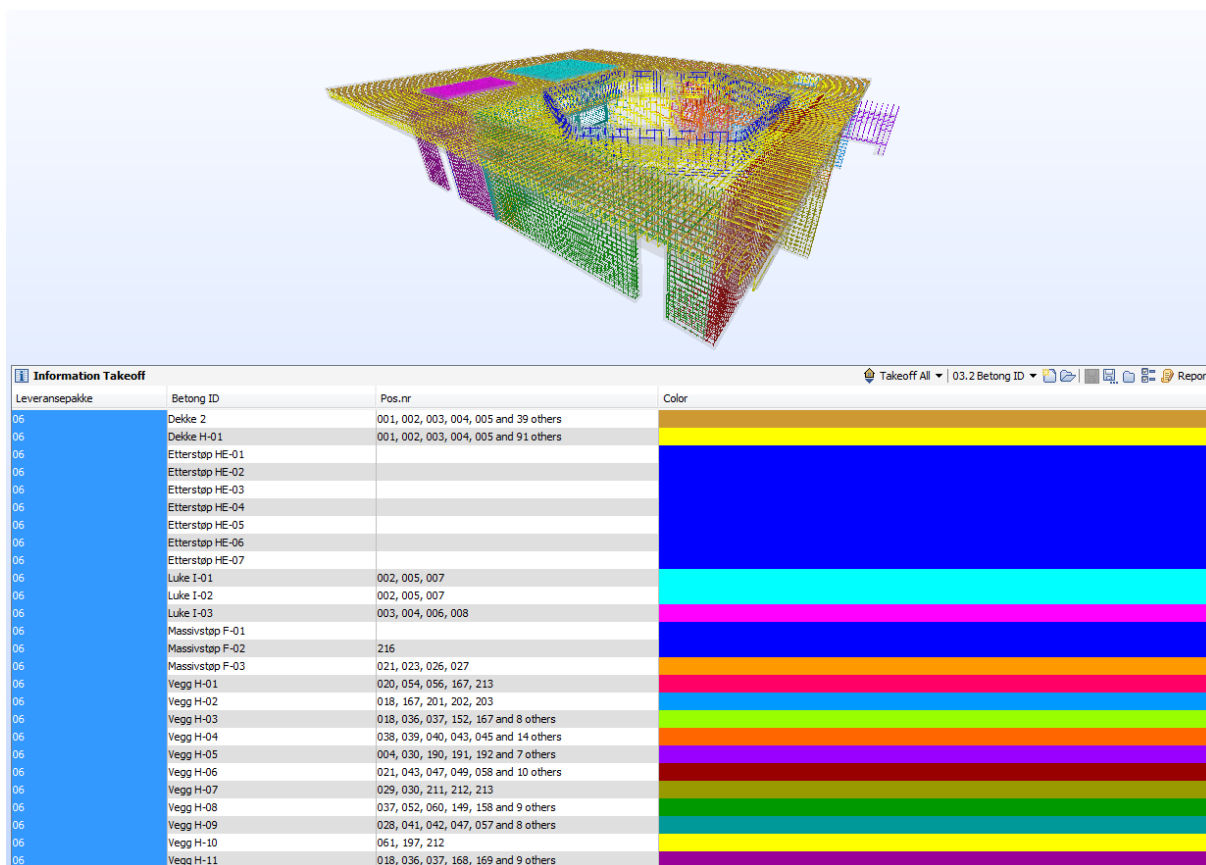 Information Takeoff Takeoff All 03.2 Betong ID Repor
Leveransepakke Betong ID Pos.nr Color
06 Dekke 2 001, 002, 003, 004, 005 and 39 others
06 Dekke H-01 001, 002, 003, 004, 005 and 91 others
06 Etterstøp HE-01
06 Etterstøp HE-02
06 Etterstøp HE-03
06 Etterstøp HE-04
06 Etterstøp HE-05
06 Etterstøp HE-06
06 Etterstøp HE-07
06 Luke I-01 002, 005, 007
06 Luke I-02 002, 005, 007
06 Luke I-03 003, 004, 006, 008
06 Massivstøp F-01
06 Massivstøp F-02 216
06 Massivstøp F-03 021, 023, 026, 027
06 Vegg H-01 020, 054, 056, 167, 213
06 Vegg H-02 018, 167, 201, 202, 203
06 Vegg H-03 018, 036, 037, 152, 167 and 8 others
06 Vegg H-04 038, 039, 040, 043, 045 and 14 others
06 Vegg H-05 004, 030, 190, 191, 192 and 7 others
06 Vegg H-06 021, 043, 047, 049, 058 and 10 others
06 Vegg H-07 029, 030, 211, 212, 213
06 Vegg H-08 037, 052, 060, 149, 158 and 9 others
06 Vegg H-09 028, 041, 042, 047, 057 and 8 others
06 Vegg H-10 061, 197, 212
06 Vegg H-11 018, 036, 037, 168, 169 and 9 others